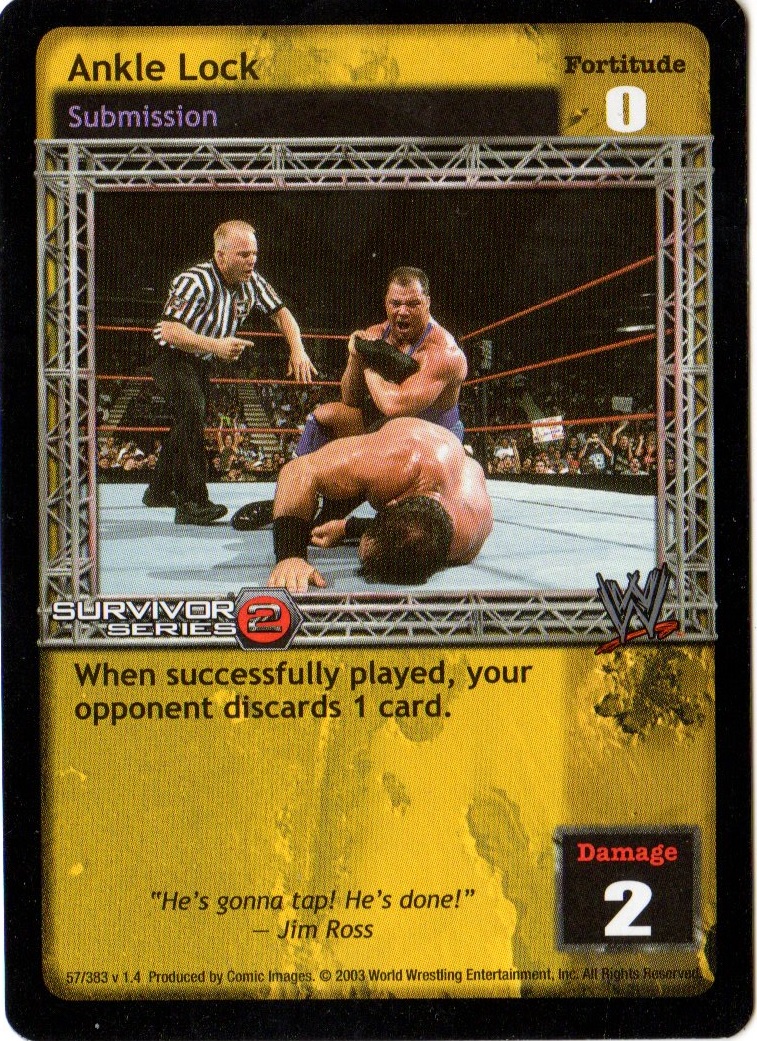 Ankle Lock
Fortitude
0
Submission
SURVIVOR
SERIES 2
W
When successfully played, your
opponent discards 1 card.
Damage
2
"He's gonna tap! He's done!"
— Jim Ross
57/383 v 1.4 Produced by Comic Images. © 2003 World Wrestling Entertainment, Inc. All Rights Reserved.